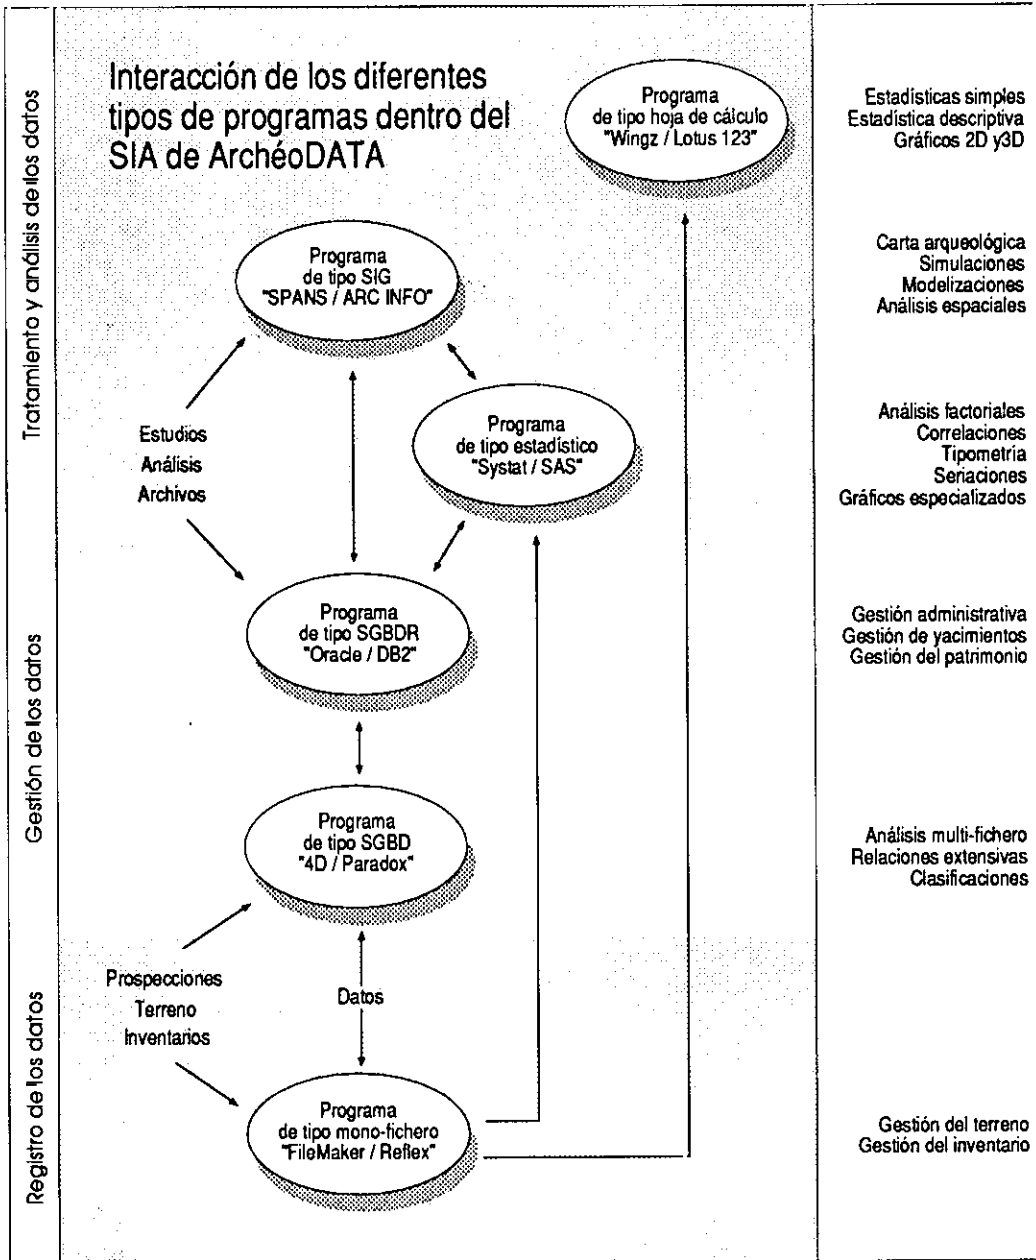 Interacción de los diferentes
tipos de programas dentro del
SIA de ArchéoDATA
Programa
de tipo hoja de cálculo
"Wingz / Lotus 123"
Estadísticas simples
Estadística descriptiva
Gráficos 2D y3D
Tratamiento y análisis de los datos
Programa
de tipo SIG
"SPANS / ARC INFO"
Carta arqueológica
Simulaciones
Modelizaciones
Análisis espaciales
Estudios
Análisis
Archivos
Programa
de tipo estadístico
"Systat / SAS"
Análisis factoriales
Correlaciones
Tipometría
Seriaciones
Gráficos especializados
Gestión de los datos
Programa
de tipo SGBDR
"Oracle / DB2"
Gestión administrativa
Gestión de yacimientos
Gestión del patrimonio
Programa
de tipo SGBD
"4D / Paradox"
Análisis multi-fichero
Relaciones extensivas
Clasificaciones
Registro de los datos
Prospecciones
Terreno
Inventarios
Datos
Programa
de tipo mono-fichero
"FileMaker / Reflex"
Gestión del terreno
Gestión del inventario